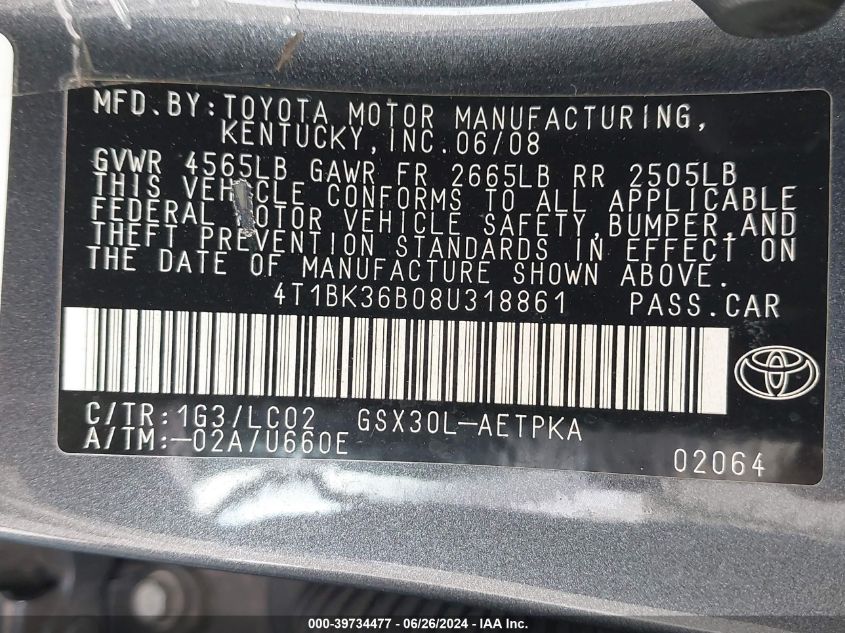 MFD. BY:TOYOTA MOTOR MANUFACTURING,
KENTUCKY, INC. 06/08
GVWR 4565LB GAWR FR 2665LB RR 2505LB
THIS VEHICLE CONFORMS TO ALL APPLICABLE
FEDERAL MOTOR VEHICLE SAFETY, BUMPER, AND
THEFT PREVENTION STANDARDS IN EFFECT ON
THE DATE OF MANUFACTURE SHOWN ABOVE.
4T1BK36B08U318861 PASS.CAR
C/TR:1G3/LC02 GSX30L-AETPKA
A/TM:-02A/U660E
02064
000-39734477 - 06/26/2024 - IAAI.com